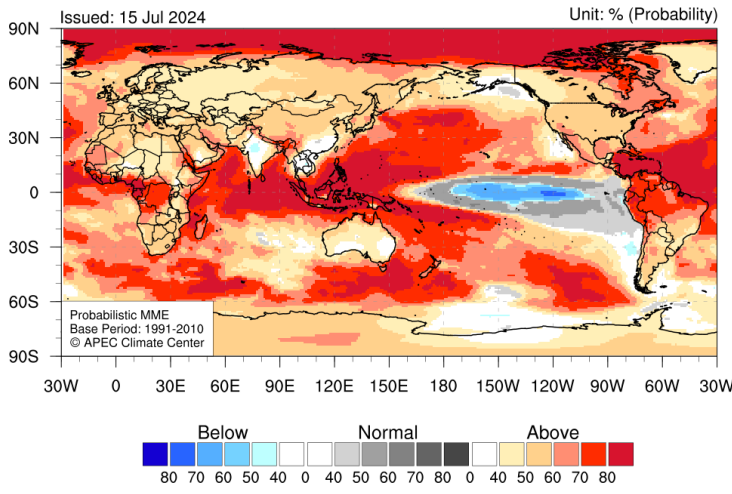 Issued: 15 Jul 2024
Unit: % (Probability)
90N
60N
30N
0
30S
60S
90S
Probabilistic MME
Base Period: 1991-2010
© APEC Climate Center
30W 0 30E 60E 90E 120E 150E 180 150W 120W 90W 60W 30W
Below Normal Above
80 70 60 50 40 0 40 50 60 70 80 0 40 50 60 70 80